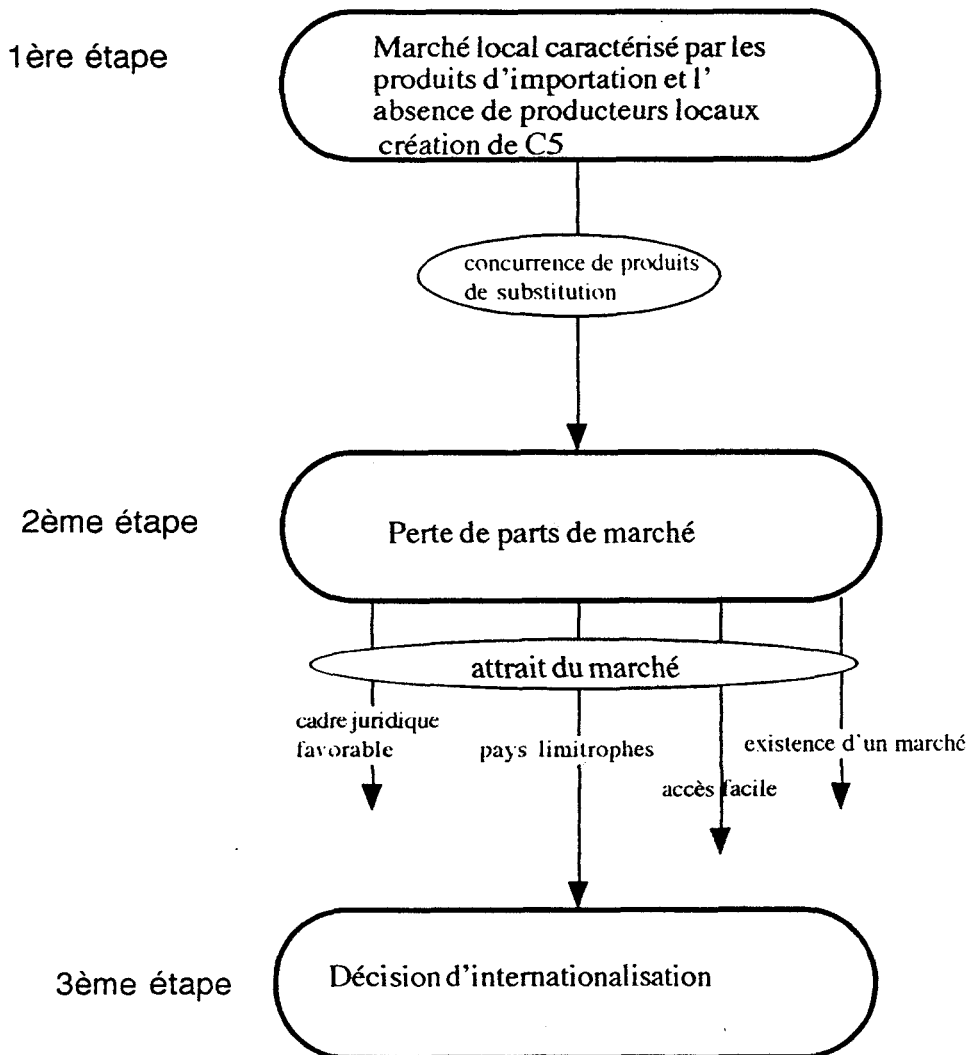 1ère étape
Marché local caractérisé par les
produits d'importation et l'
absence de producteurs locaux
création de C5
concurrence de produits
de substitution
2ème étape
Perte de parts de marché
attrait du marché
cadre juridique
favorable
pays limitrophes
accès facile
existence d'un marché
3ème étape
Décision d'internationalisation